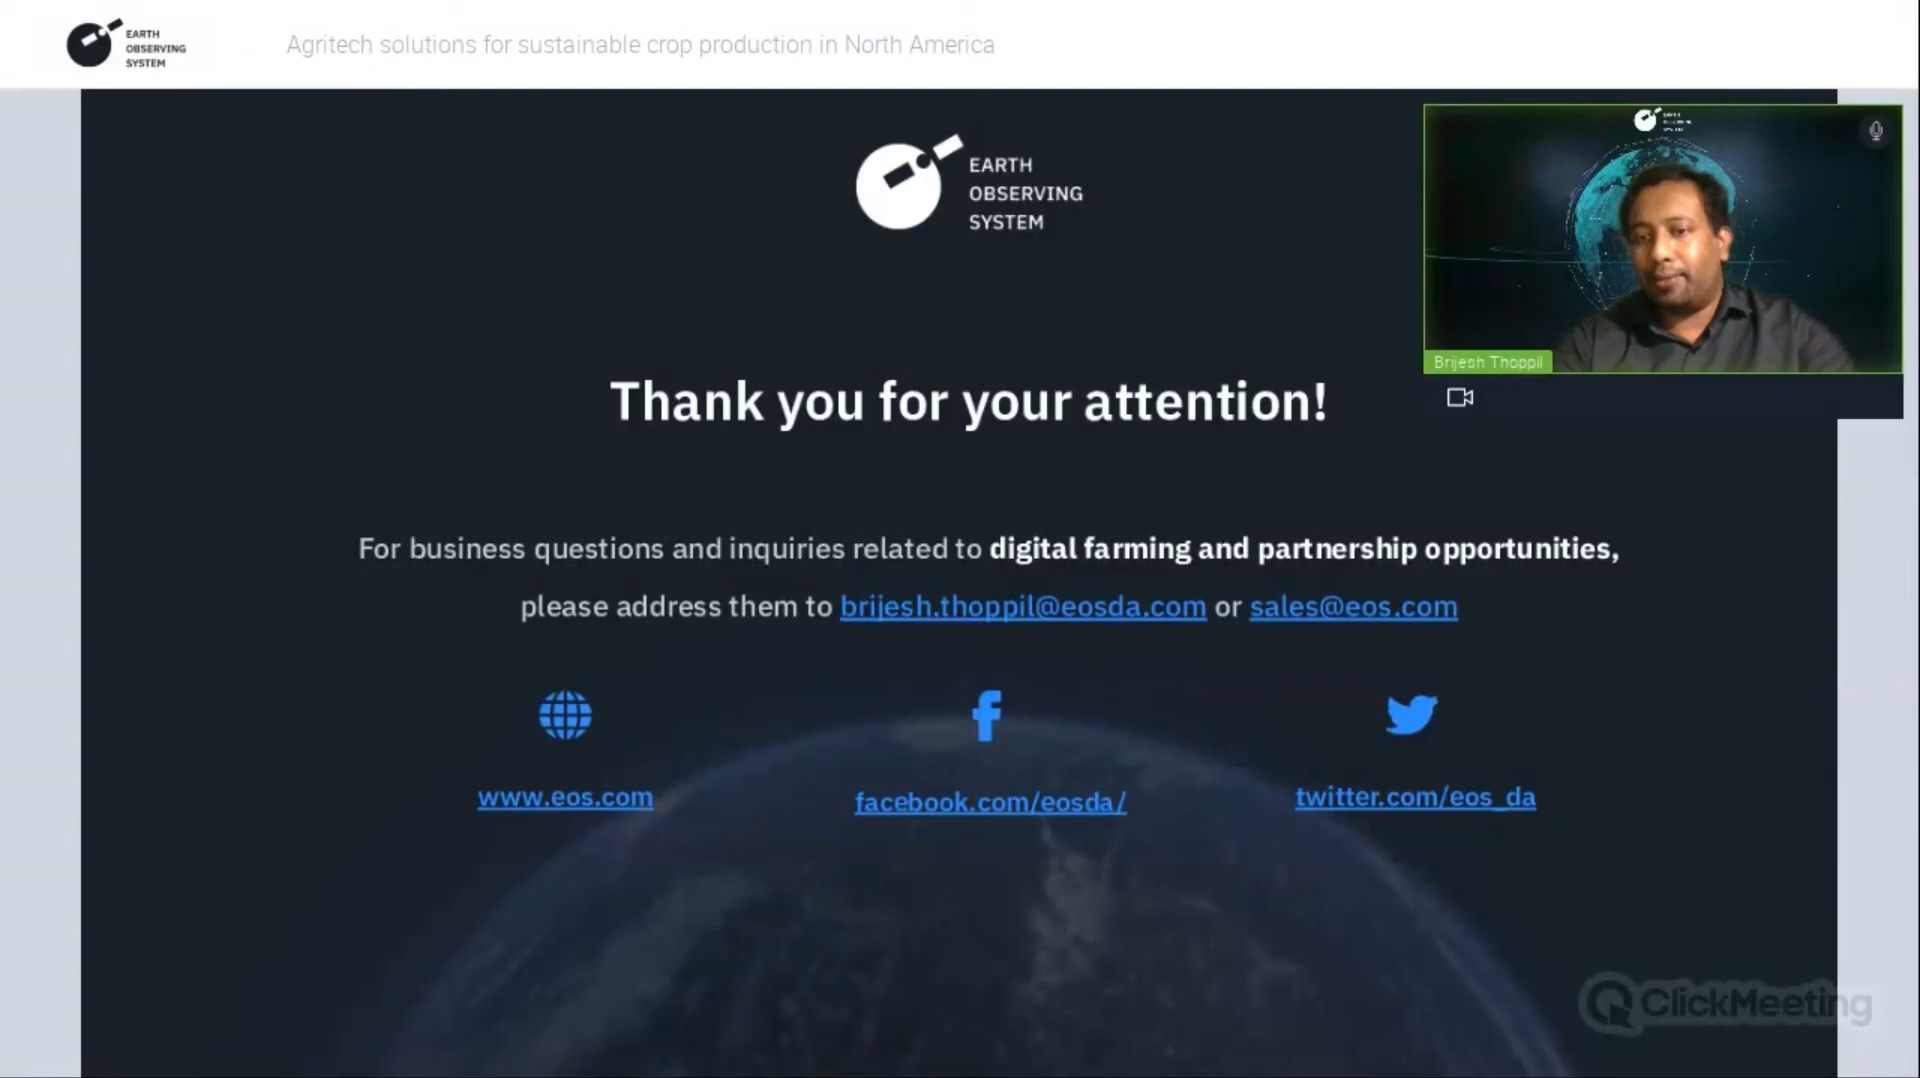 EARTH
OBSERVING
SYSTEM
Agritech solutions for sustainable crop production in North America
EARTH
OBSERVING
SYSTEM
Brijesh Thoppil
Thank you for your attention!
For business questions and inquiries related to digital farming and partnership opportunities,
please address them to brijesh.thoppil@eosda.com or sales@eos.com
www.eos.com
facebook.com/eosda/
twitter.com/eos_da
ClickMeeting